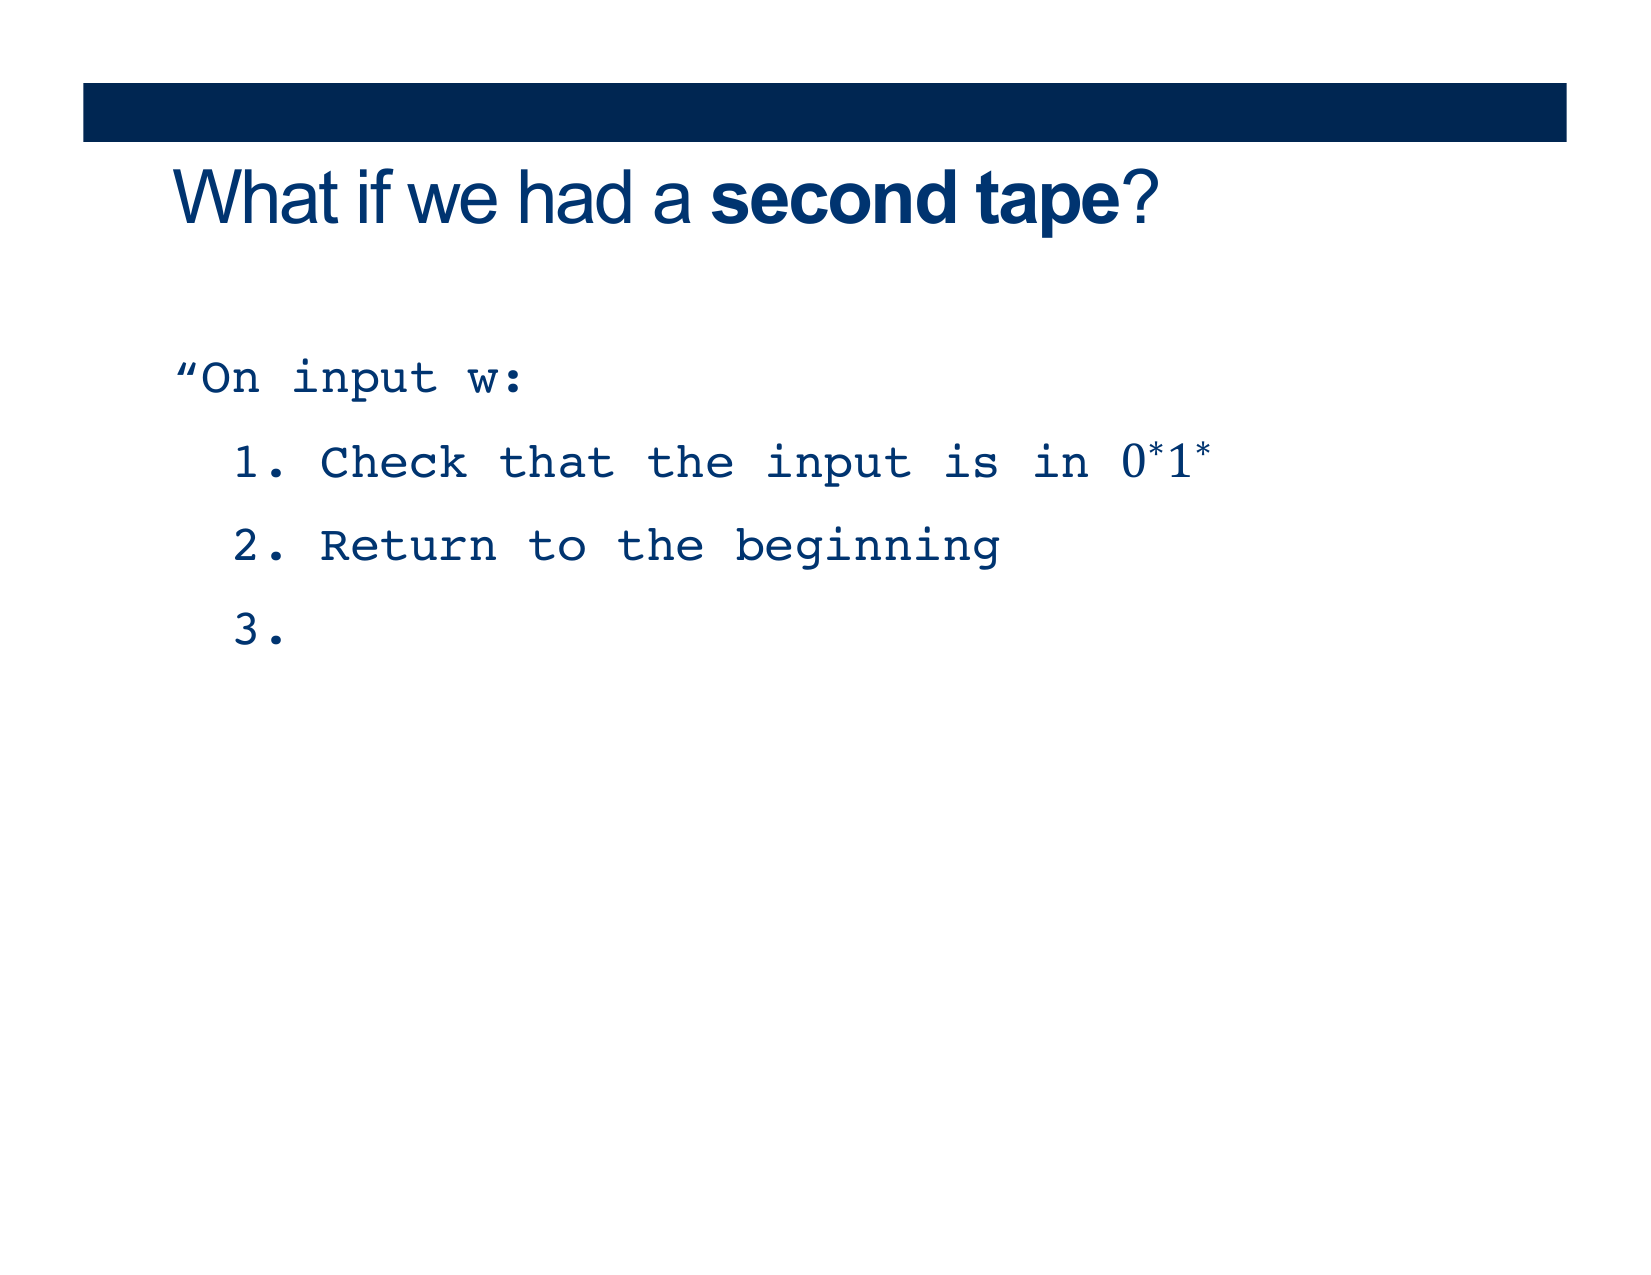 What if we had a second tape?
“On input w:
1. Check that the input is in 0*1*
2. Return to the beginning
3.